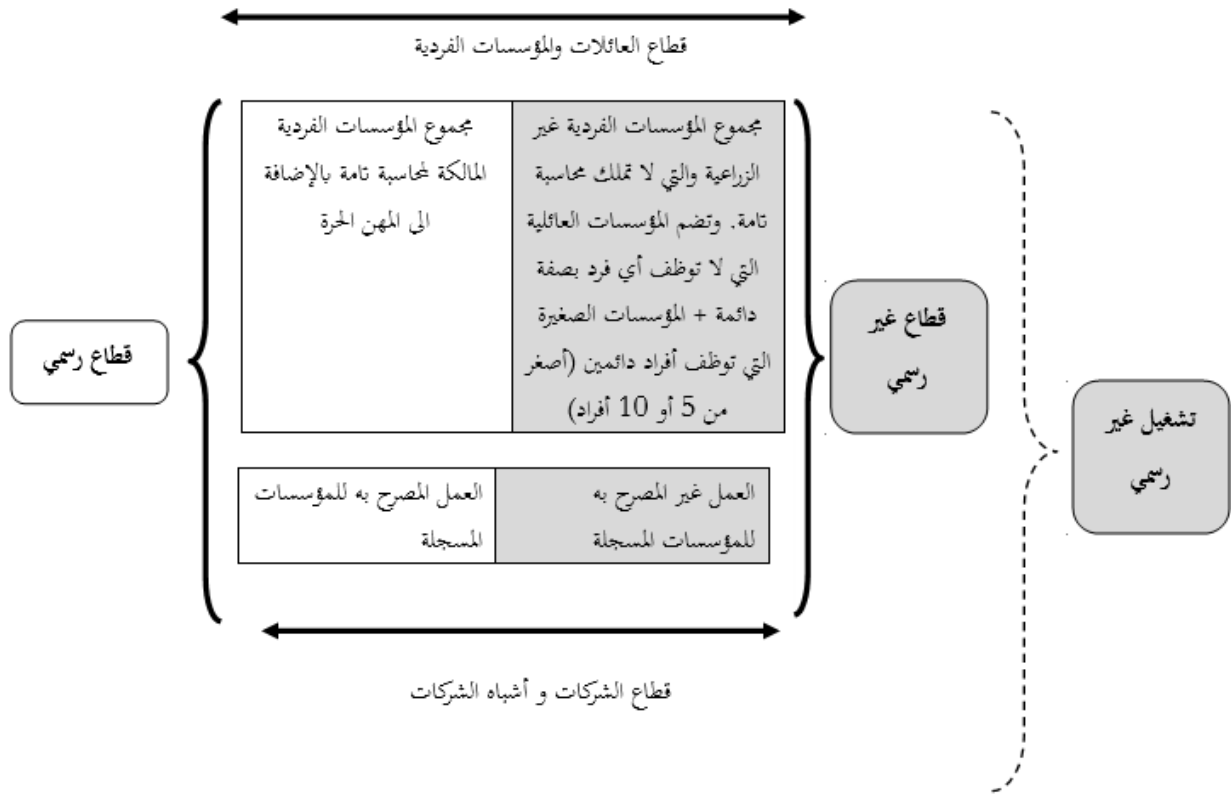 قطاع العائلات والمؤسسات الفردية
مجموع المؤسسات الفردية غير
الزراعية والتي لا تملك محاسبة
تامة. وتضم المؤسسات العائلية
التي لا توظف أي فرد بصفة
دائمة + المؤسسات الصغيرة
التي توظف أفراد دائمين (أصغر
من 5 أو 10 أفراد)
مجموع المؤسسات الفردية
المالكة لمحاسبة تامة بالإضافة
الى المهن الحرة
تشغيل غير
رسمي
قطاع غير
رسمي
قطاع رسمي
العمل غير المصرح به
للمؤسسات المسجلة
العمل المصرح به للمؤسسات
المسجلة
قطاع الشركات و أشباه الشركات